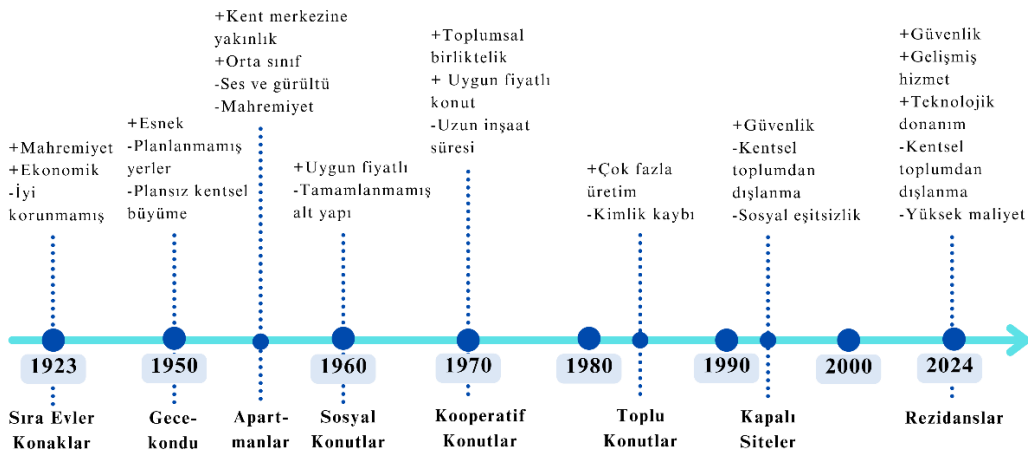 +Mahremiyet
+Ekonomik
-İyi
korunmamış
+Esnek
-Planlanmamış
yerler
-Plansız kentsel
büyüme
+Kent merkezine
yakınlık
+Orta sınıf
-Ses ve gürültü
-Mahremiyet
+Uygun fiyatlı
-Tamamlanmamış
alt yapı
+Toplumsal
birliktelik
+ Uygun fiyatlı
konut
-Uzun inşaat
süresi
+Çok fazla
üretim
-Kimlik kaybı
+Güvenlik
-Kentsel
toplumdan
dışlanma
-Sosyal eşitsizlik
+Güvenlik
+Gelişmiş
hizmet
+Teknolojik
donanım
-Kentsel
toplumdan
dışlanma
-Yüksek maliyet
1923
1950
1960
1970
1980
1990
2000
2024
Sıra Evler
Konaklar
Gece-
kondu
Apart-
manlar
Sosyal
Konutlar
Kooperatif
Konutlar
Toplu
Konutlar
Kapalı
Siteler
Rezidanslar